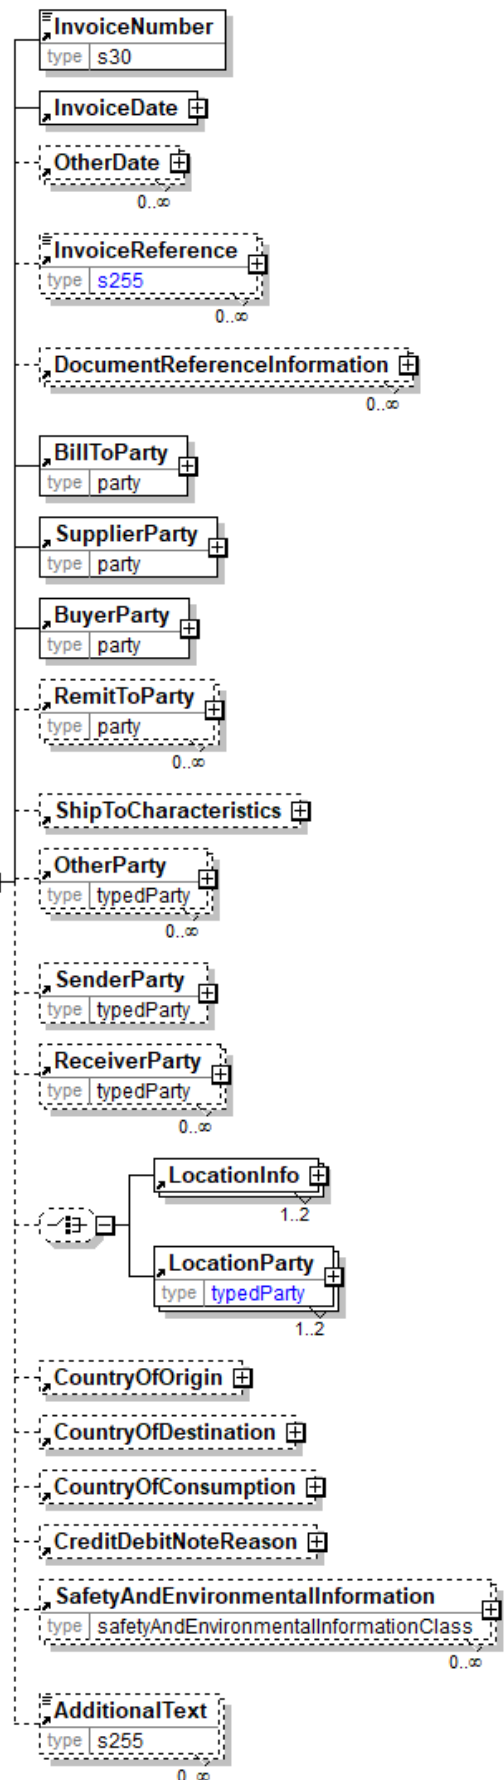 InvoiceNumber
type s30
InvoiceDate
OtherDate
0..∞
InvoiceReference
type s255
0..∞
DocumentReferenceInformation
0..∞
BillToParty
type party
SupplierParty
type party
BuyerParty
type party
RemitToParty
type party
0..∞
ShipToCharacteristics
OtherParty
type typedParty
0..∞
SenderParty
type typedParty
ReceiverParty
type typedParty
0..∞
LocationInfo
1..2
LocationParty
type typedParty
1..2
CountryOfOrigin
CountryOfDestination
CountryOfConsumption
CreditDebitNoteReason
SafetyAndEnvironmentalInformation
type safetyAndEnvironmentalInformationClass
0..∞
AdditionalText
type s255
0..∞